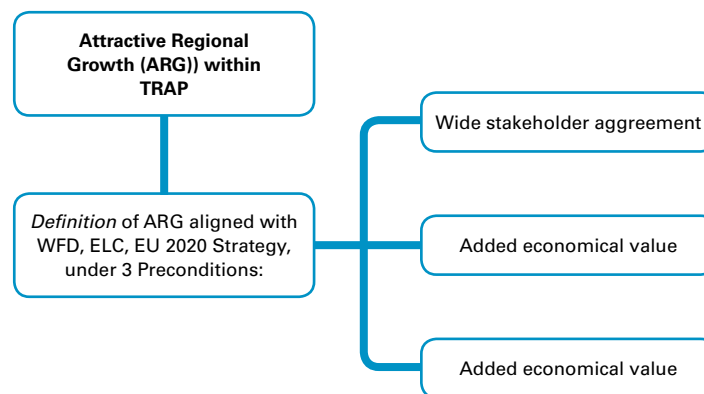 Attractive Regional
Growth (ARG)) within
TRAP
Wide stakeholder aggreement
Definition of ARG aligned with
WFD, ELC, EU 2020 Strategy,
under 3 Preconditions:
Added economical value
Added economical value